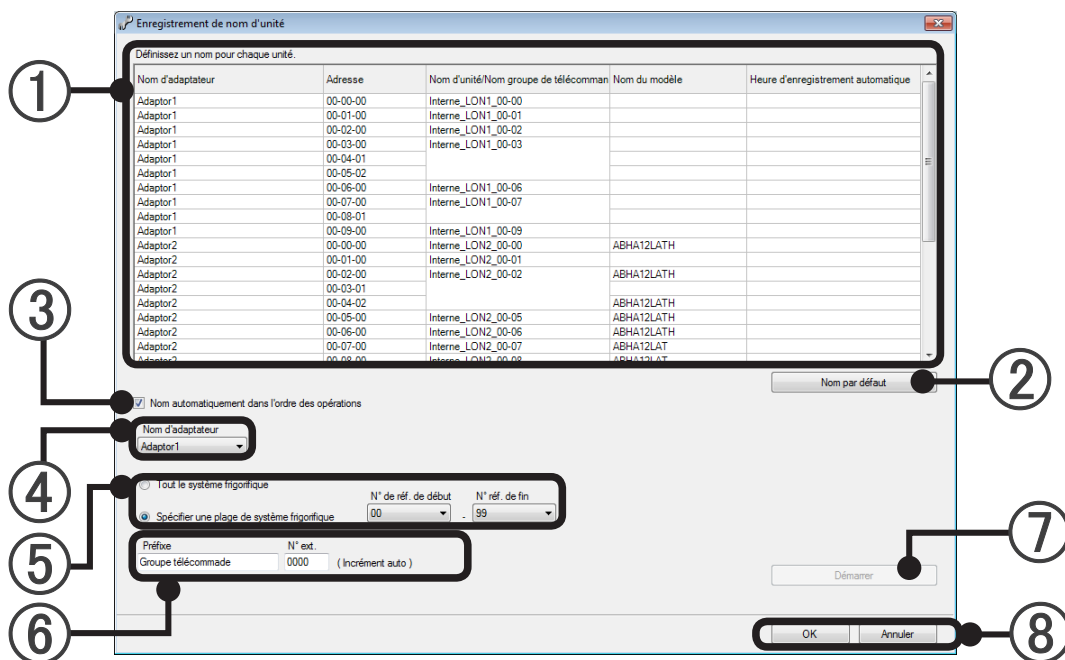 Enregistrement de nom d'unité
Définissez un nom pour chaque unité.
Nom d'adaptateur Adresse Nom d'unité/Nom groupe de télécomman Nom du modèle Heure d'enregistrement automatique
Adaptor1 00-00-00 Interne_LON1_00-00
Adaptor1 00-01-00 Interne_LON1_00-01
Adaptor1 00-02-00 Interne_LON1_00-02
Adaptor1 00-03-00 Interne_LON1_00-03
Adaptor1 00-04-01
Adaptor1 00-05-02
Adaptor1 00-06-00 Interne_LON1_00-06
Adaptor1 00-07-00 Interne_LON1_00-07
Adaptor1 00-08-01
Adaptor1 00-09-00 Interne_LON1_00-09
Adaptor2 00-00-00 Interne_LON2_00-00 ABHA12LATH
Adaptor2 00-01-00 Interne_LON2_00-01
Adaptor2 00-02-00 Interne_LON2_00-02 ABHA12LATH
Adaptor2 00-03-01
Adaptor2 00-04-02 ABHA12LATH
Adaptor2 00-05-00 Interne_LON2_00-05 ABHA12LATH
Adaptor2 00-06-00 Interne_LON2_00-06 ABHA12LATH
Adaptor2 00-07-00 Interne_LON2_00-07 ABHA12LAT
Adaptor2 00-08-00 Interne_LON2_00-08 ABHA12LAT
①
Nom par défaut
②
③
Nom automatiquement dans l'ordre des opérations
Nom d'adaptateur
Adaptor1
④
Tout le système frigorifique
N° de réf. de début N° réf. de fin
Spécifier une plage de système frigorifique 00 - 99
⑤
Préfixe N° ext.
Groupe télécommade 0000 ( Incrément auto )
⑥
Démarrer
⑦
OK Annuler
⑧